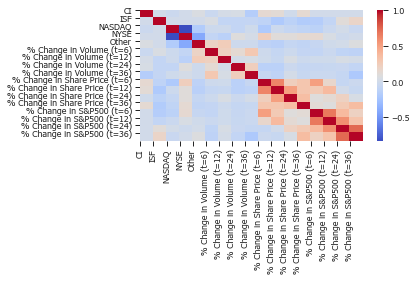 CI
ISF
NASDAQ
NYSE
Other
% Change in Volume (t=6)
% Change in Volume (t=12)
% Change in Volume (t=24)
% Change in Volume (t=36)
% Change in Share Price (t=6)
% Change in Share Price (t=12)
% Change in Share Price (t=24)
% Change in Share Price (t=36)
% Change in S&P500 (t=6)
% Change in S&P500 (t=12)
% Change in S&P500 (t=24)
% Change in S&P500 (t=36)
CI
ISF
NASDAQ
NYSE
Other
% Change in Volume (t=6)
% Change in Volume (t=12)
% Change in Volume (t=24)
% Change in Volume (t=36)
% Change in Share Price (t=6)
% Change in Share Price (t=12)
% Change in Share Price (t=24)
% Change in Share Price (t=36)
% Change in S&P500 (t=6)
% Change in S&P500 (t=12)
% Change in S&P500 (t=24)
% Change in S&P500 (t=36)
1.0
0.5
0.0
−0.5